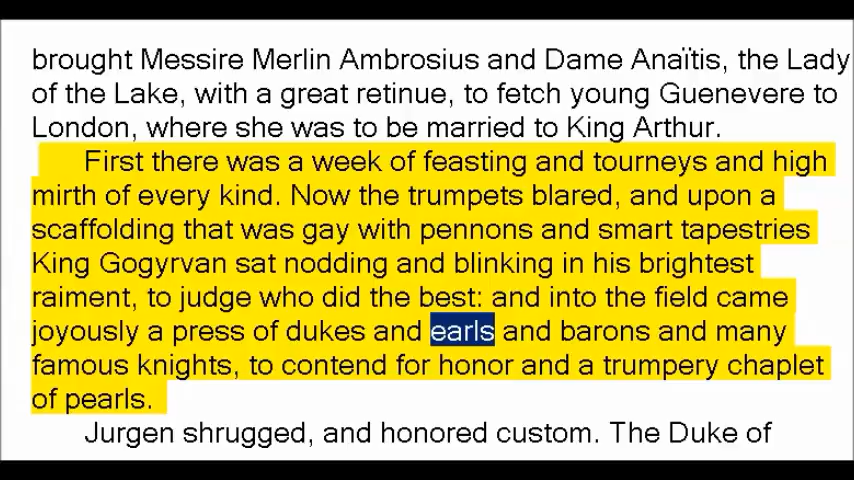 brought Messire Merlin Ambrosius and Dame Anaïtis, the Lady
of the Lake, with a great retinue, to fetch young Guenevere to
London, where she was to be married to King Arthur.
First there was a week of feasting and tourneys and high
mirth of every kind. Now the trumpets blared, and upon a
scaffolding that was gay with pennons and smart tapestries
King Gogyrvan sat nodding and blinking in his brightest
raiment, to judge who did the best: and into the field came
joyously a press of dukes and earls and barons and many
famous knights, to contend for honor and a trumpery chaplet
of pearls.
Jurgen shrugged, and honored custom. The Duke of